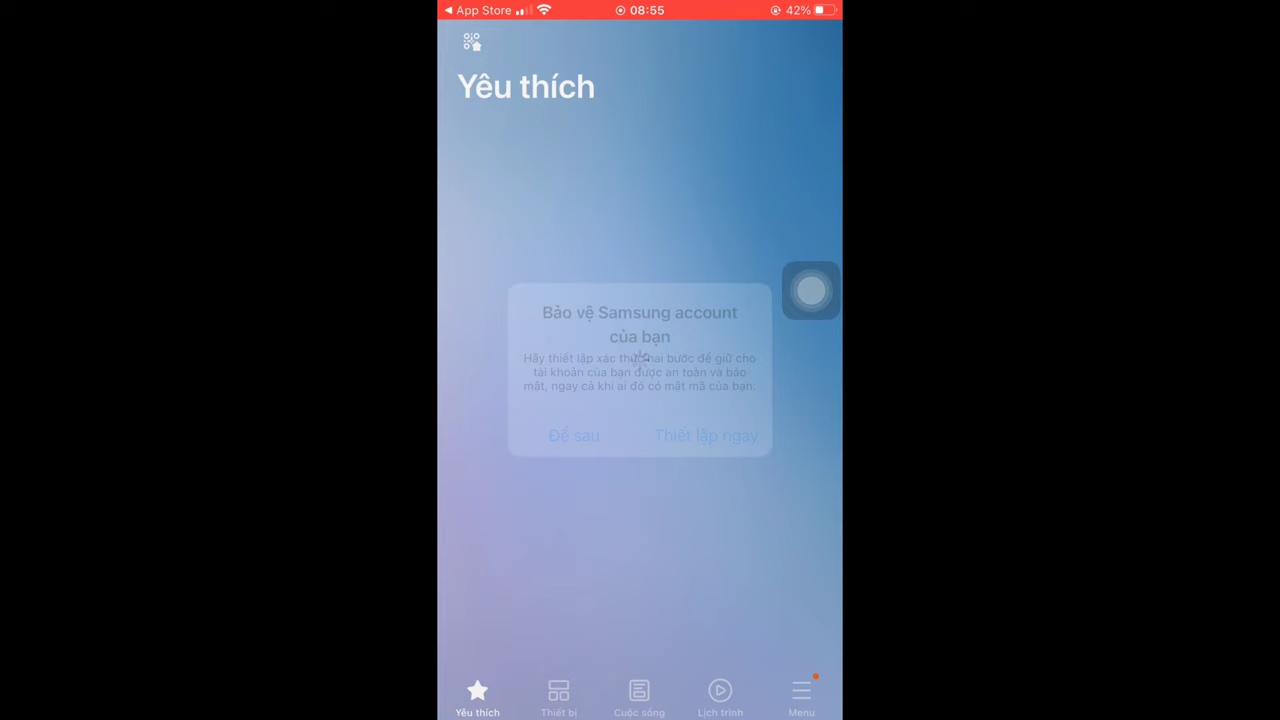 App Store
08:55
42%
Yêu thích
Bảo vệ Samsung account
của bạn
Hãy thiết lập xác thực hai bước để giữ cho
tài khoản của bạn được an toàn và bảo
mật, ngay cả khi ai đó có mật mã của bạn.
Để sau
Thiết lập ngay
Yêu thích
Thiết bị
Cuộc sống
Lịch trình
Menu